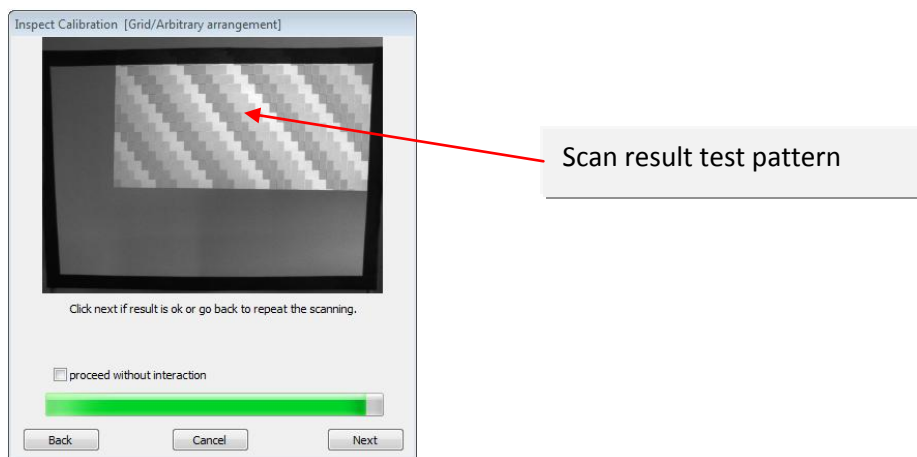 Inspect Calibration [Grid/Arbitrary arrangement]
Scan result test pattern
Click next if result is ok or go back to repeat the scanning.
proceed without interaction
Back
Cancel
Next